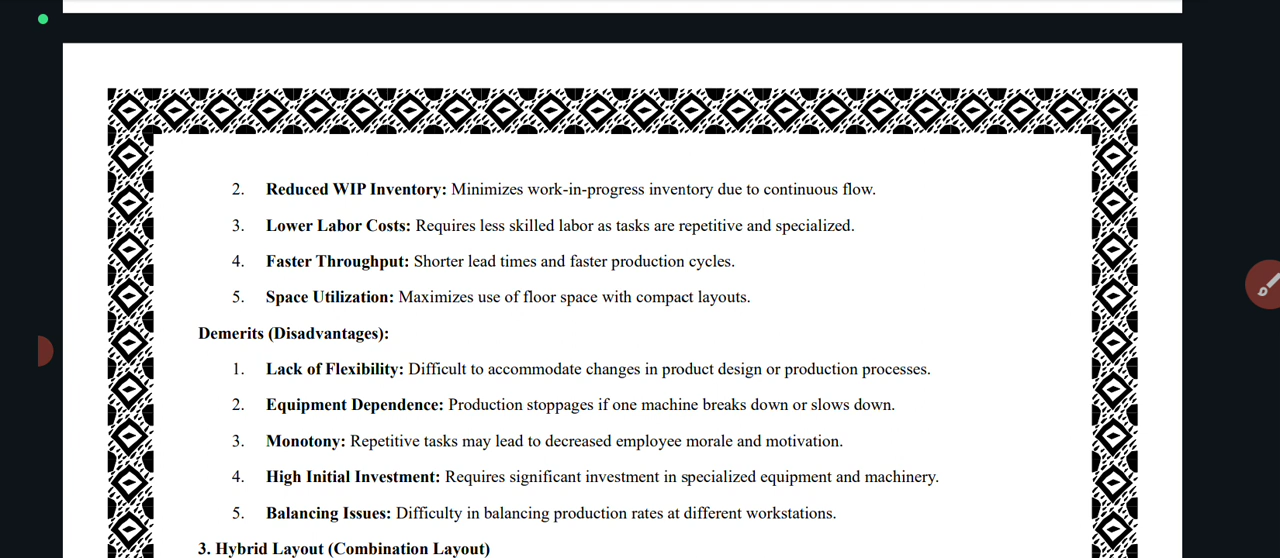 2. Reduced WIP Inventory: Minimizes work-in-progress inventory due to continuous flow.
3. Lower Labor Costs: Requires less skilled labor as tasks are repetitive and specialized.
4. Faster Throughput: Shorter lead times and faster production cycles.
5. Space Utilization: Maximizes use of floor space with compact layouts.
Demerits (Disadvantages):
1. Lack of Flexibility: Difficult to accommodate changes in product design or production processes.
2. Equipment Dependence: Production stoppages if one machine breaks down or slows down.
3. Monotony: Repetitive tasks may lead to decreased employee morale and motivation.
4. High Initial Investment: Requires significant investment in specialized equipment and machinery.
5. Balancing Issues: Difficulty in balancing production rates at different workstations.
3. Hybrid Layout (Combination Layout)